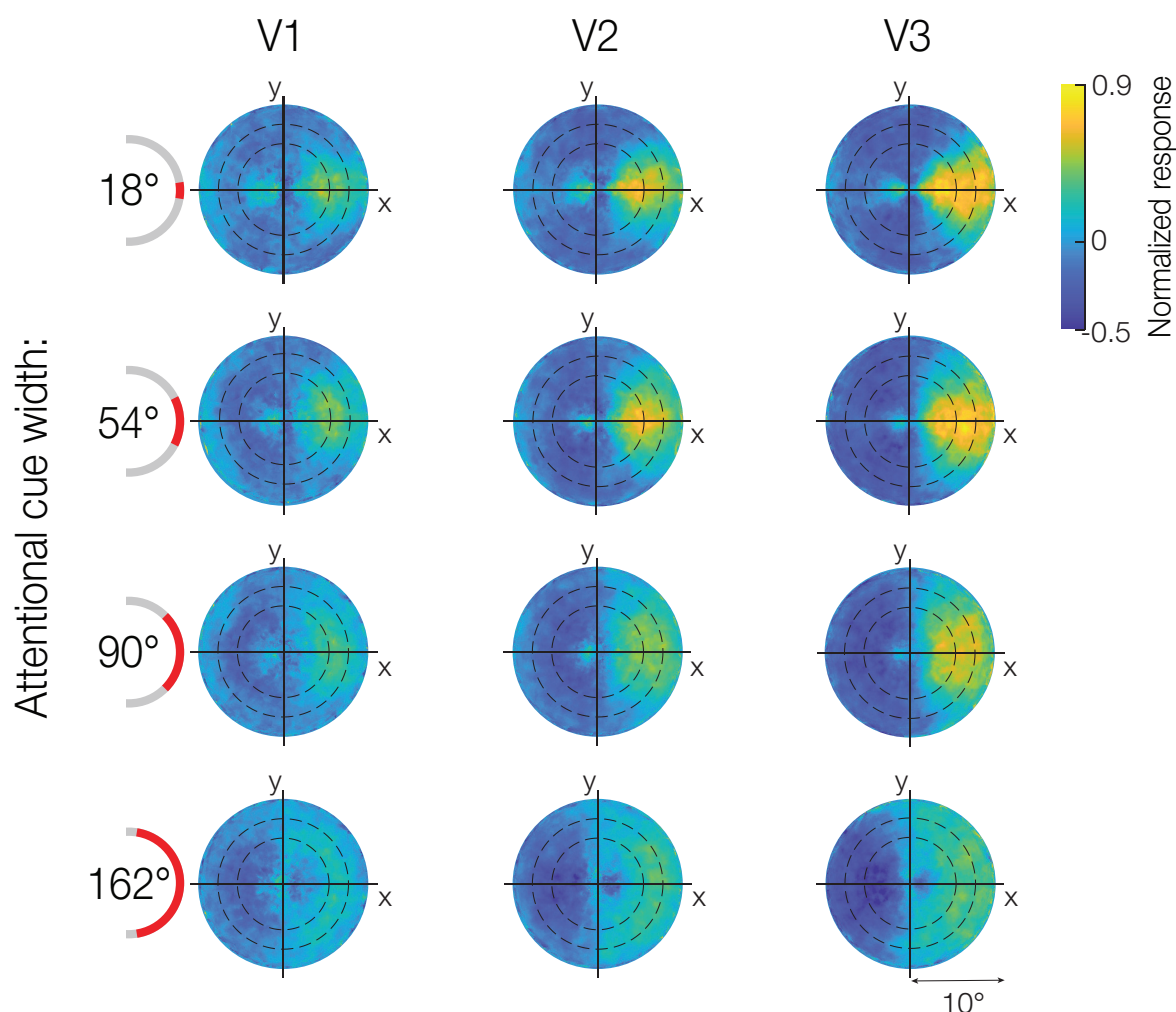 V1 V2 V3
y y y 0.9
18° x x x 0
-0.5
Normalized response
Attentional cue width:
y y y
54° x x x
y y y
90° x x x
y y y
162° x x x
10°